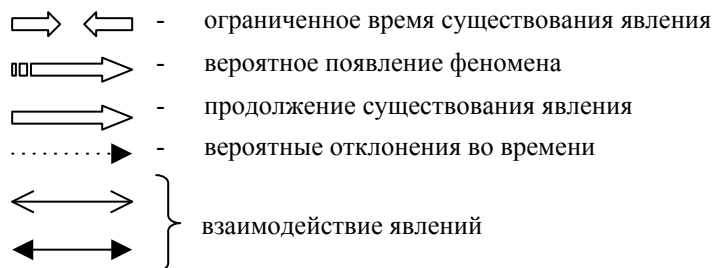 - ограниченное время существования явления
- вероятное появление феномена
- продолжение существования явления
- вероятные отклонения во времени
взаимодействие явлений